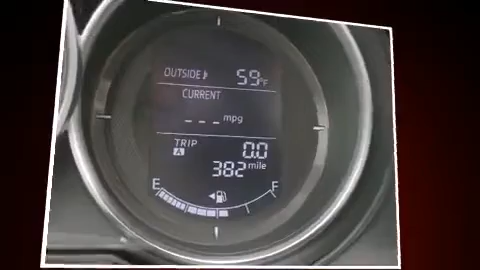 OUTSIDE 59°F
CURRENT
_ _ _ mpg
TRIP A 0.0
382 mile
E F